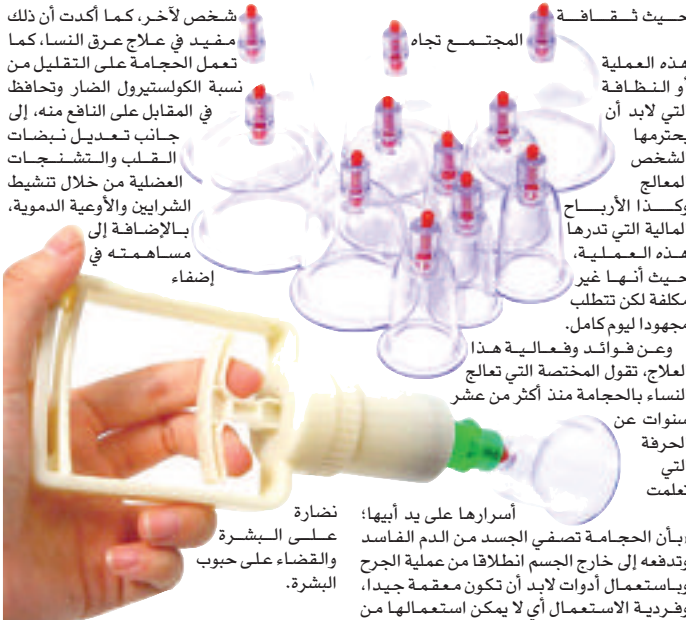 حيث ثقافة
المجتمع تجاه
هذه العملية
أو النظافة
التي لابد أن
يحترمها
الشخص
المعالج
وكذا الأرباح
المالية التي تدرها
هذه العملية،
حيث أنها غير
مكلفة لكن تتطلب
مجهودا ليوم كامل.
وعن فوائد وفعالية هذا
العلاج، تقول المختصة التي تعالج
النساء بالحجامة منذ أكثر من عشر
سنوات عن
الحرفة
التي
تعلمت
أسرارها على يد أبيها؛
وبأن الحجامة تصفي الجسد من الدم الفاسد
وتدفعه إلى خارج الجسم انطلاقا من عملية الجرح
وباستعمال أدوات لابد أن تكون معقمة جيدا،
وفردية الاستعمال أي لا يمكن استعمالها من
شخص لآخر، كما أكدت أن ذلك
مفيد في علاج عرق النسا، كما
تعمل الحجامة على التقليل من
نسبة الكولستيرول الضار وتحافظ
في المقابل على النافع منه، إلى
جانب تعديل نبضات
القلب والتشنجات
العضلية من خلال تنشيط
الشرايين والأوعية الدموية،
بالإضافة إلى
مساهمته في
إضفاء
نضارة
على البشرة
والقضاء على حبوب
البشرة.